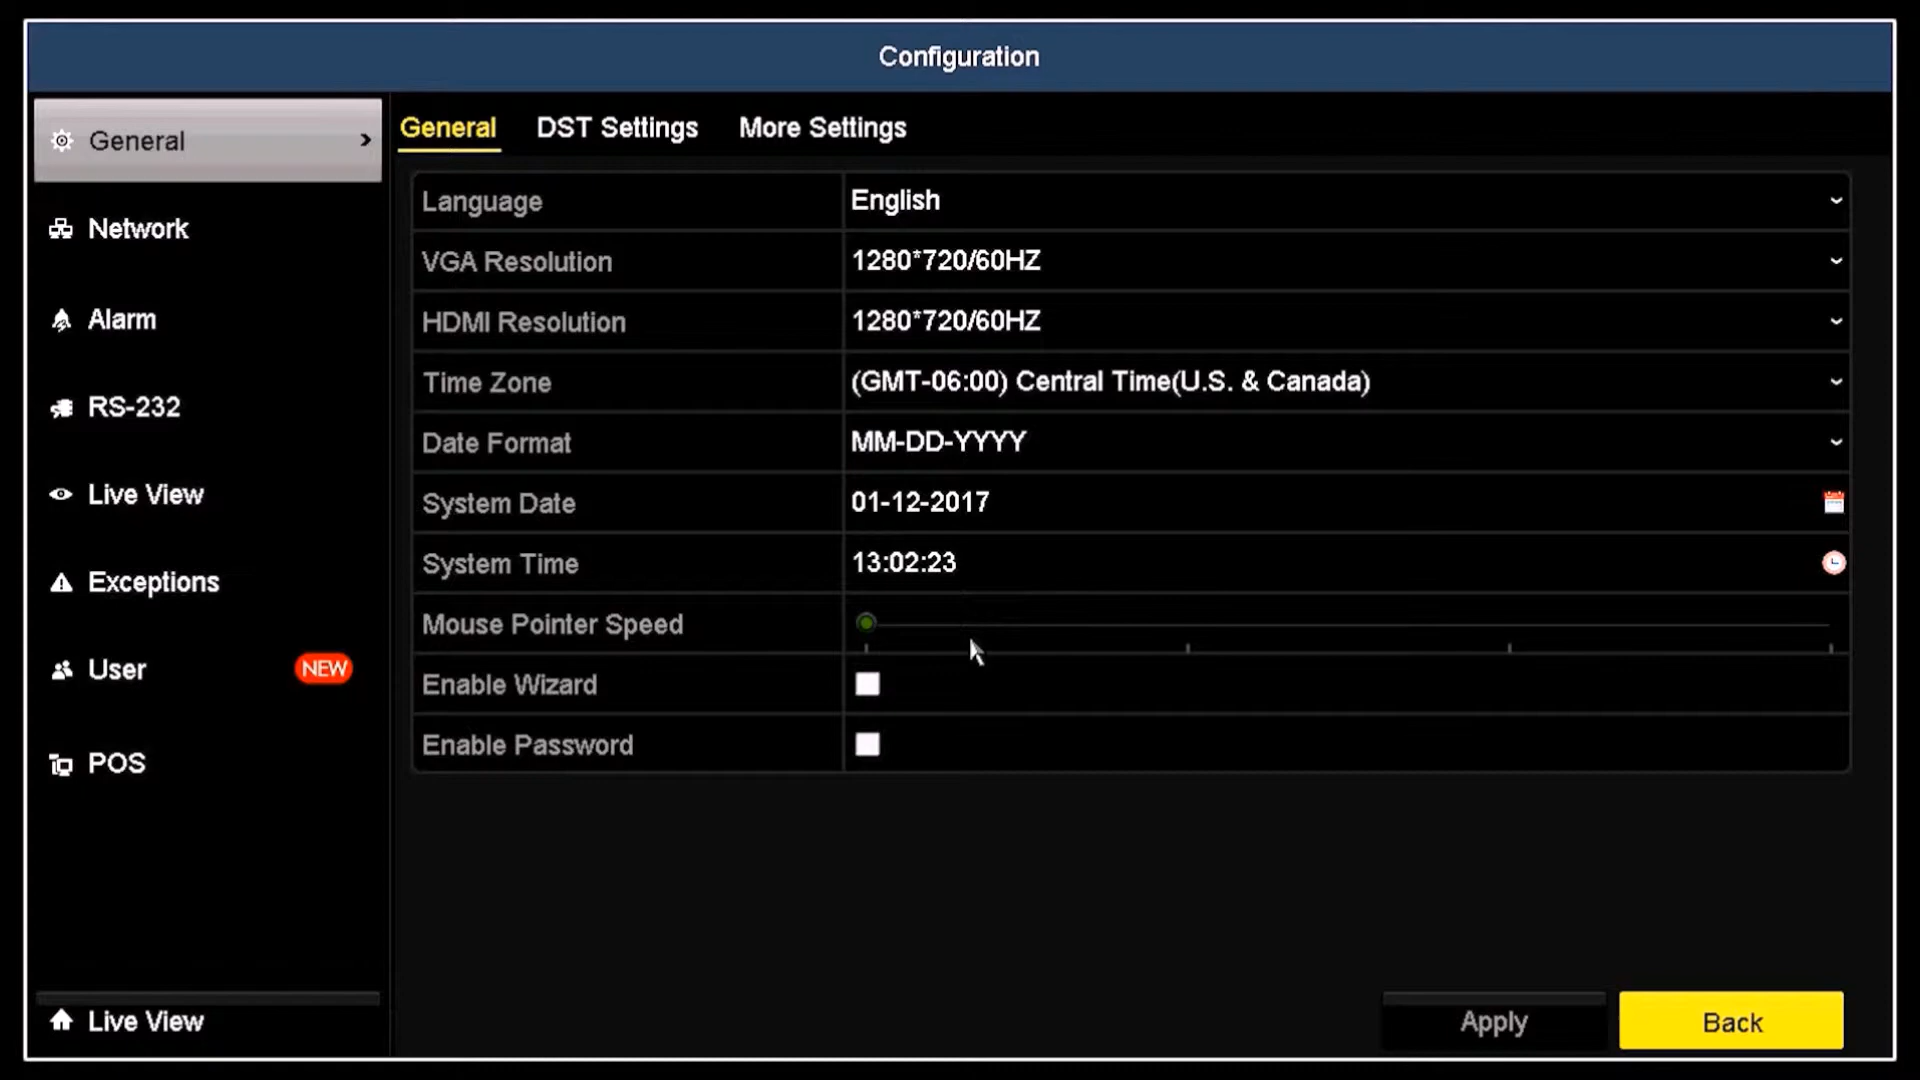 Configuration
General
Network
Alarm
RS-232
Live View
Exceptions
User NEW
POS
Live View
General DST Settings More Settings
Language English
VGA Resolution 1280*720/60HZ
HDMI Resolution 1280*720/60HZ
Time Zone (GMT-06:00) Central Time(U.S. & Canada)
Date Format MM-DD-YYYY
System Date 01-12-2017
System Time 13:02:23
Mouse Pointer Speed
Enable Wizard
Enable Password
Apply Back